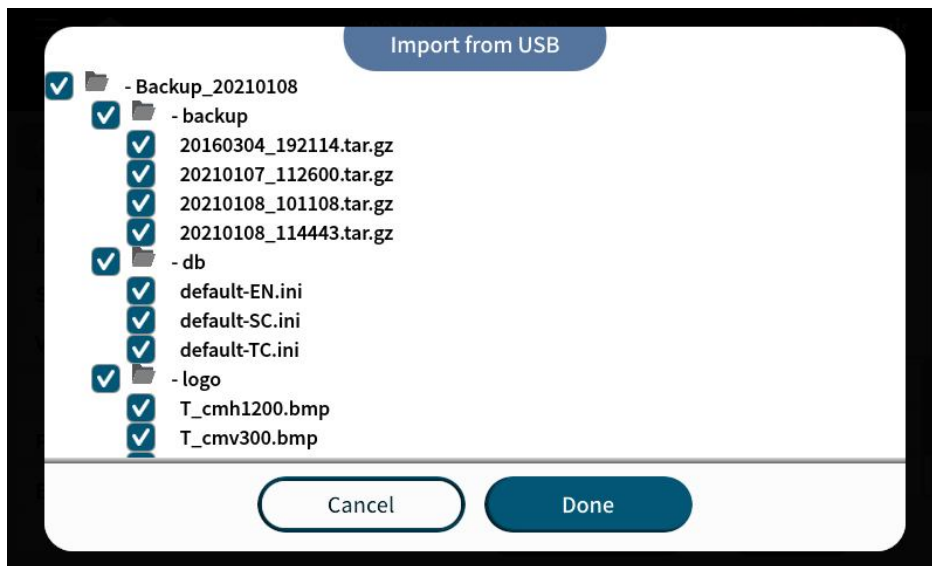 Import from USB
- Backup_20210108
- backup
20160304_192114.tar.gz
20210107_112600.tar.gz
20210108_101108.tar.gz
20210108_114443.tar.gz
- db
default-EN.ini
default-SC.ini
default-TC.ini
- logo
T_cmh1200.bmp
T_cmv300.bmp
Cancel
Done